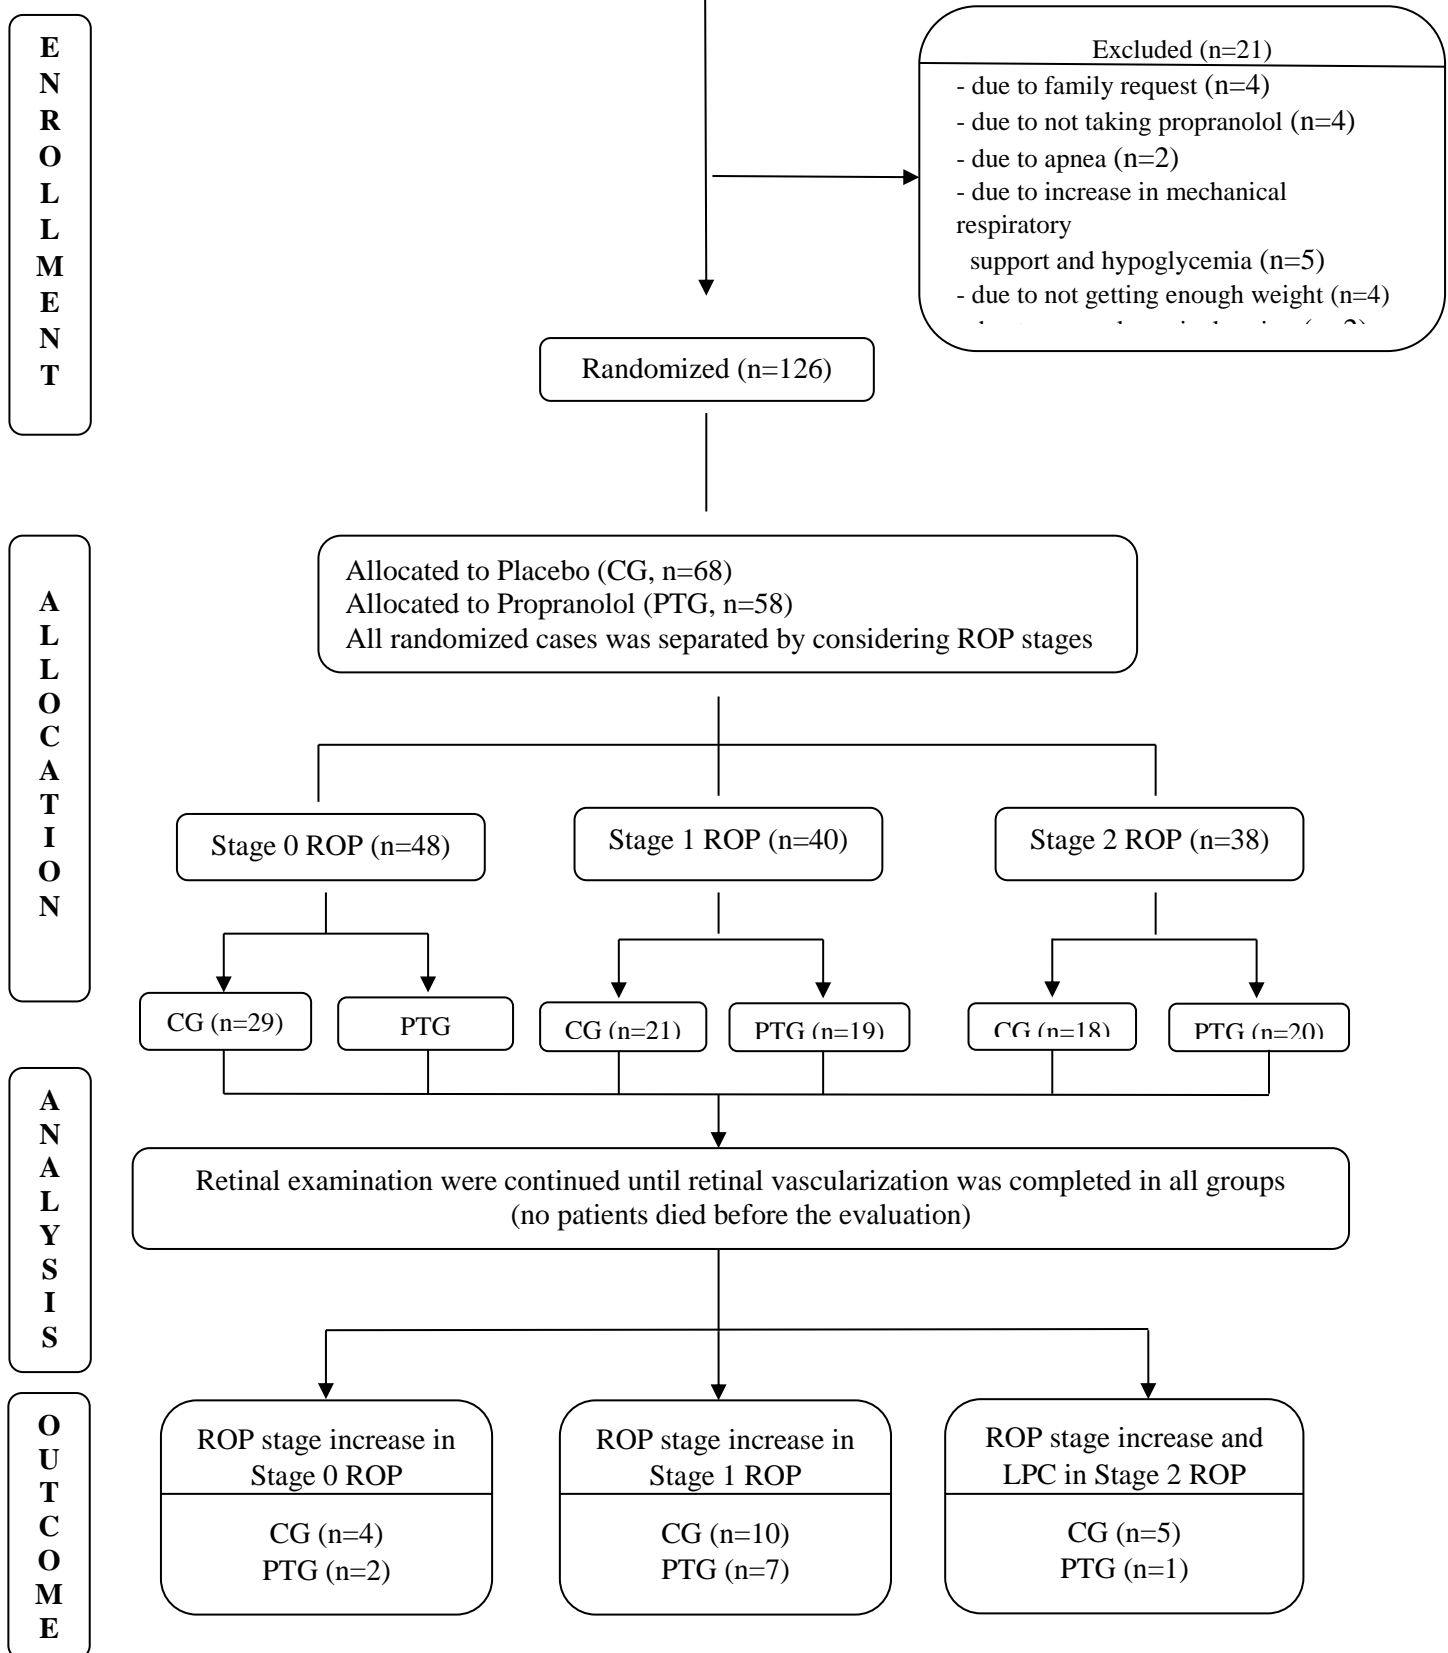 ENROLLMENT
Excluded (n=21)
- due to family request (n=4)
- due to not taking propranolol (n=4)
- due to apnea (n=2)
- due to increase in mechanical
respiratory
support and hypoglycemia (n=5)
- due to not getting enough weight (n=4)
Randomized (n=126)
ALLOCATION
Allocated to Placebo (CG, n=68)
Allocated to Propranolol (PTG, n=58)
All randomized cases was separated by considering ROP stages
Stage 0 ROP (n=48)
Stage 1 ROP (n=40)
Stage 2 ROP (n=38)
CG (n=29)
PTG
CG (n=21)
PTG (n=19)
CG (n=18)
PTG (n=20)
ANALYSIS
Retinal examination were continued until retinal vascularization was completed in all groups
(no patients died before the evaluation)
OUTCOME
ROP stage increase in
Stage 0 ROP
CG (n=4)
PTG (n=2)
ROP stage increase in
Stage 1 ROP
CG (n=10)
PTG (n=7)
ROP stage increase and
LPC in Stage 2 ROP
CG (n=5)
PTG (n=1)